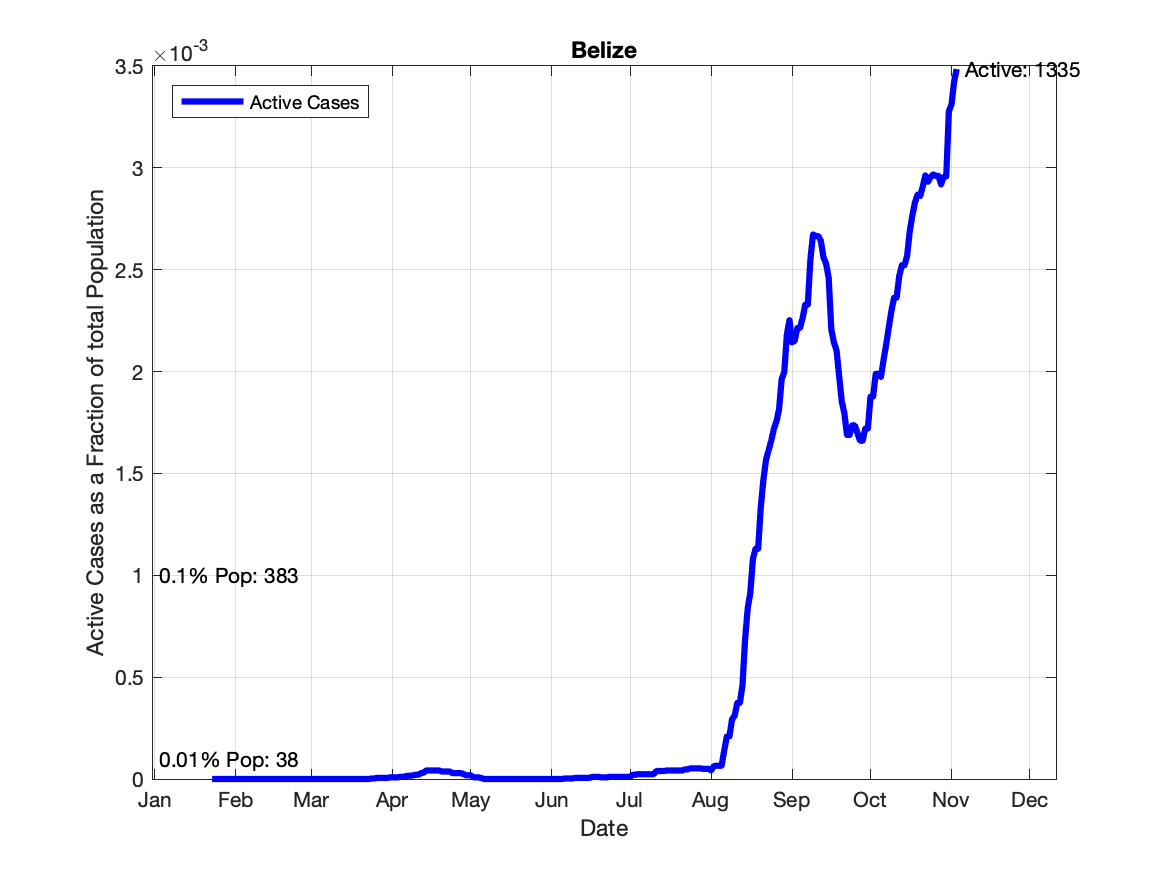 Belize
×10⁻³
3.5
3
2.5
2
1.5
1
0.5
0
Active Cases as a Fraction of total Population
Active Cases
Active: 1335
0.1% Pop: 383
0.01% Pop: 38
Jan Feb Mar Apr May Jun Jul Aug Sep Oct Nov Dec
Date